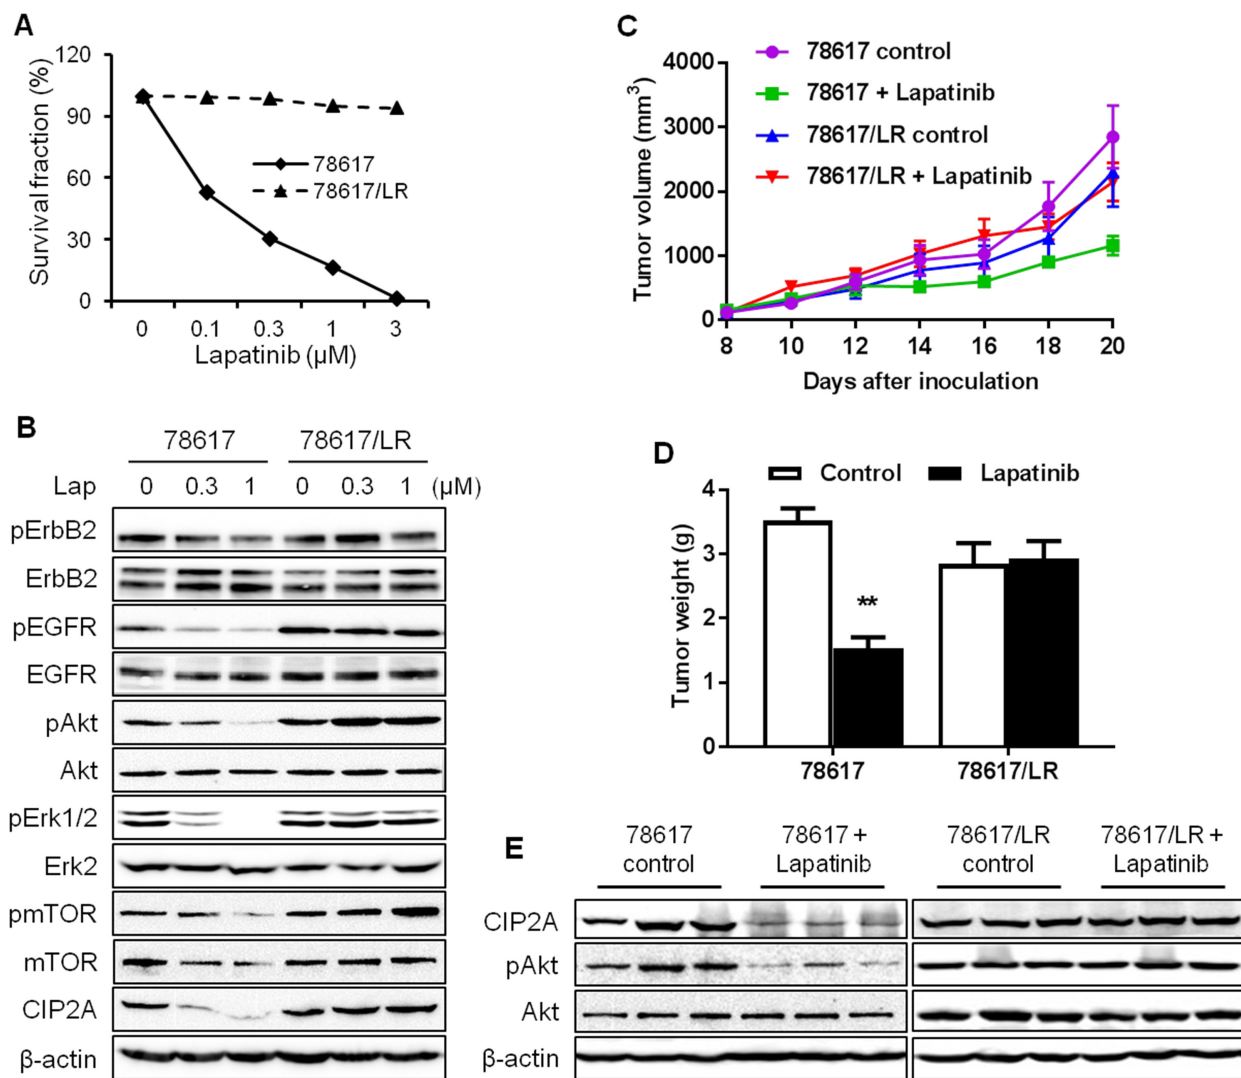 A
120
90
60
30
0
Survival fraction (%)
78617
78617/LR
0 0.1 0.3 1 3
Lapatinib (µM)
B
78617 78617/LR
Lap 0 0.3 1 0 0.3 1 (µM)
pErbB2
ErbB2
pEGFR
EGFR
pAkt
Akt
pErk1/2
Erk2
pmTOR
mTOR
CIP2A
β-actin
C
78617 control
78617 + Lapatinib
78617/LR control
78617/LR + Lapatinib
4000
3000
2000
1000
0
Tumor volume (mm³)
8 10 12 14 16 18 20
Days after inoculation
D
Control Lapatinib
4
3
2
1
0
Tumor weight (g)
**
78617 78617/LR
E
78617 control
78617 + Lapatinib
78617/LR control
78617/LR + Lapatinib
CIP2A
pAkt
Akt
β-actin